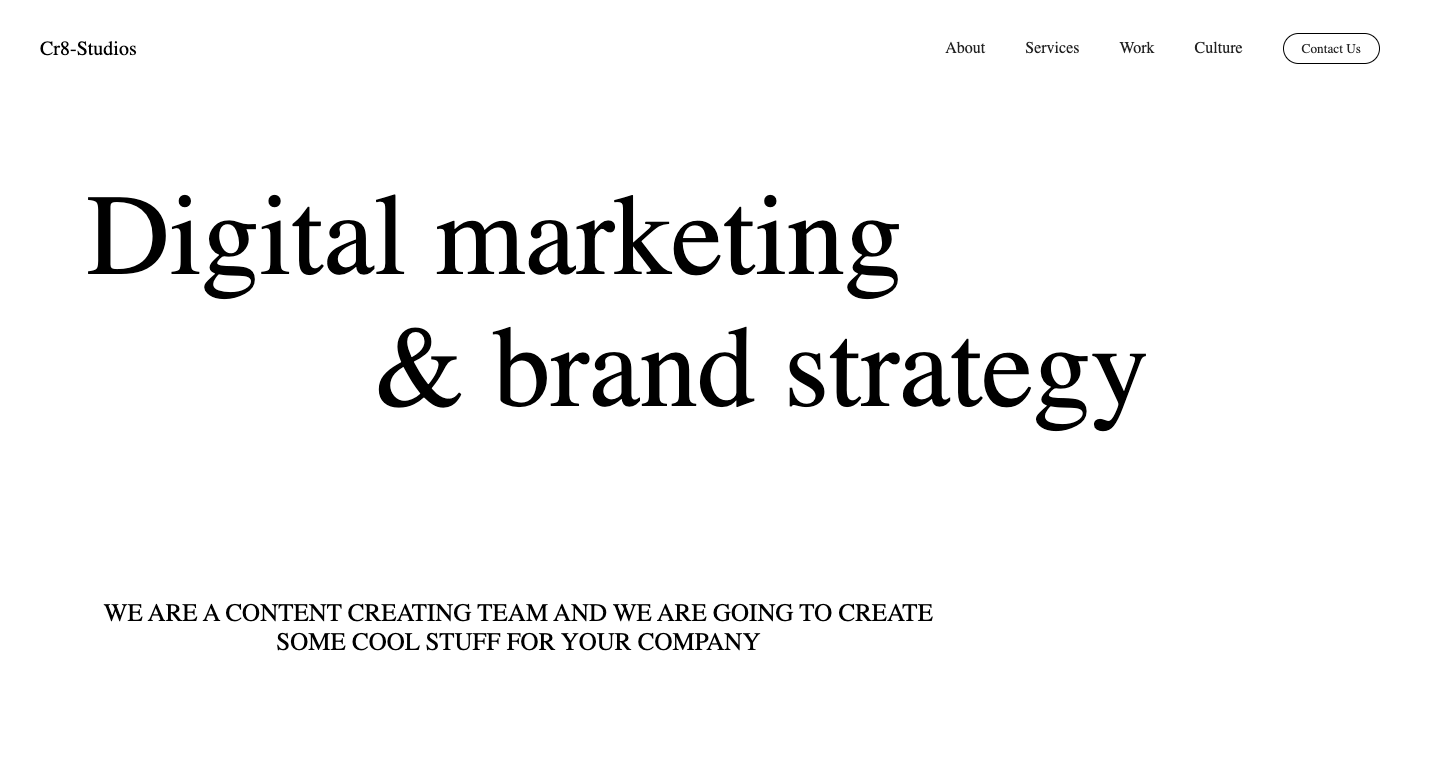 Cr8-Studios
About Services Work Culture Contact Us
Digital marketing
& brand strategy
WE ARE A CONTENT CREATING TEAM AND WE ARE GOING TO CREATE
SOME COOL STUFF FOR YOUR COMPANY